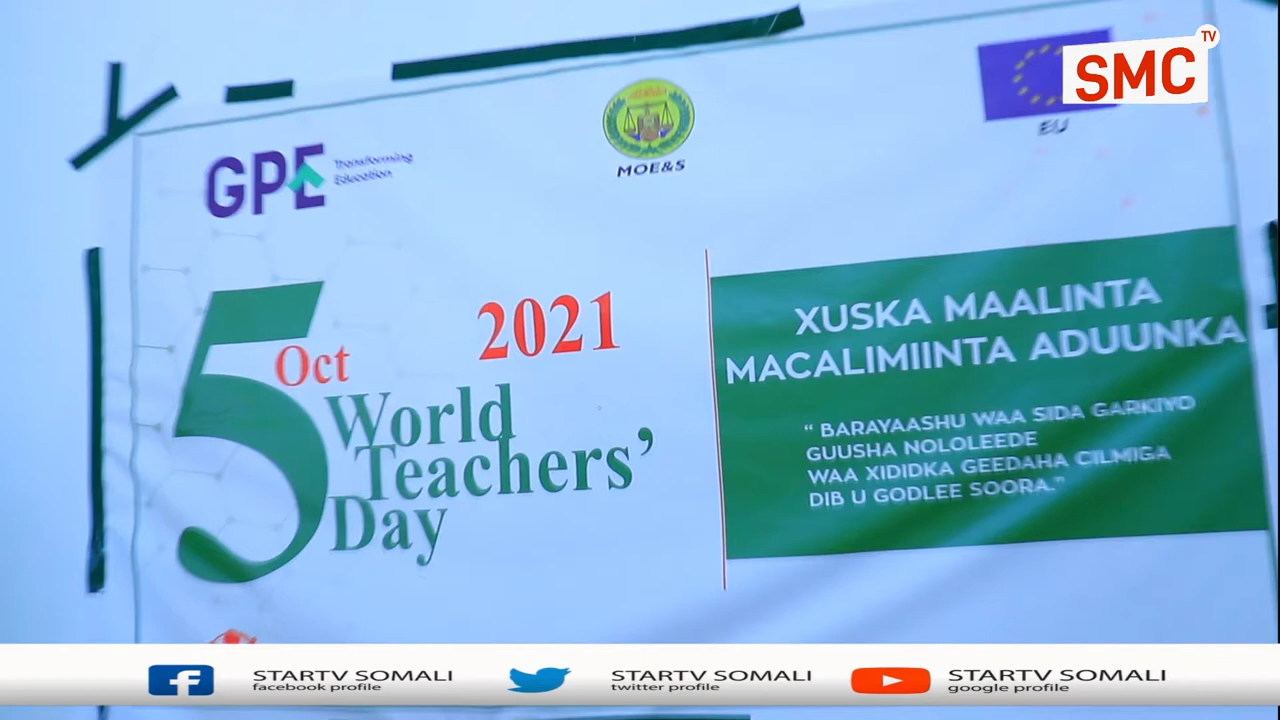 SMC TV
GPE Transforming
Education
MOE&S
EU
5 Oct 2021
World
Teachers'
Day
XUSKA MAALINTA
MACALIMIINTA ADUUNKA
“ BARAYAASHU WAA SIDA GARKIYO
GUUSHA NOLOLEEDE
WAA XIDIDKA GEEDAHA CILMIGA
DIB U GODLEE SOORA.”
STARTV SOMALI
facebook profile
STARTV SOMALI
twitter profile
STARTV SOMALI
google profile